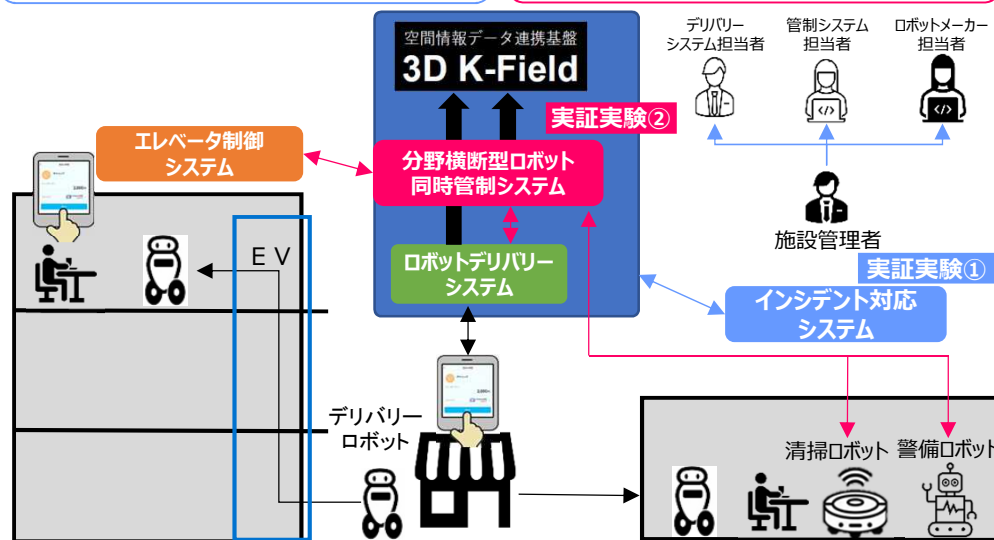 空間情報データ連携基盤
3D K-Field
デリバリー
システム担当者
管制システム
担当者
ロボットメーカー
担当者
実証実験②
エレベータ制御
システム
分野横断型ロボット
同時管制システム
施設管理者
ＥＶ
ロボットデリバリー
システム
実証実験①
インシデント対応
システム
デリバリー
ロボット
清掃ロボット
警備ロボット